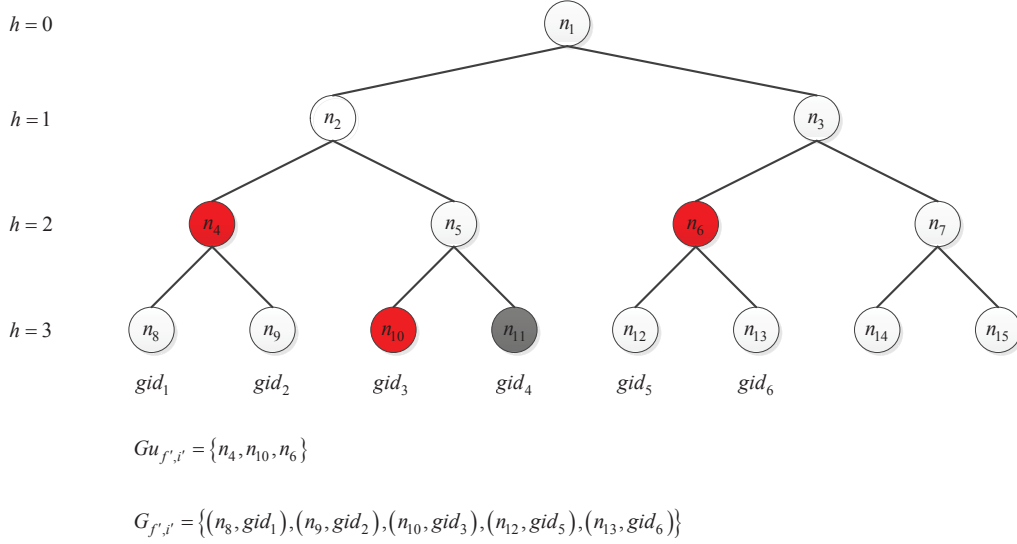 h = 0
n₁
h = 1
n₂ n₃
h = 2
n₄ n₅ n₆ n₇
h = 3
n₈ n₉ n₁₀ n₁₁ n₁₂ n₁₃ n₁₄ n₁₅
gid₁ gid₂ gid₃ gid₄ gid₅ gid₆
Gu_{f′,i′} = {n₄, n₁₀, n₆}
G_{f′,i′} = {(n₈, gid₁), (n₉, gid₂), (n₁₀, gid₃), (n₁₂, gid₅), (n₁₃, gid₆)}